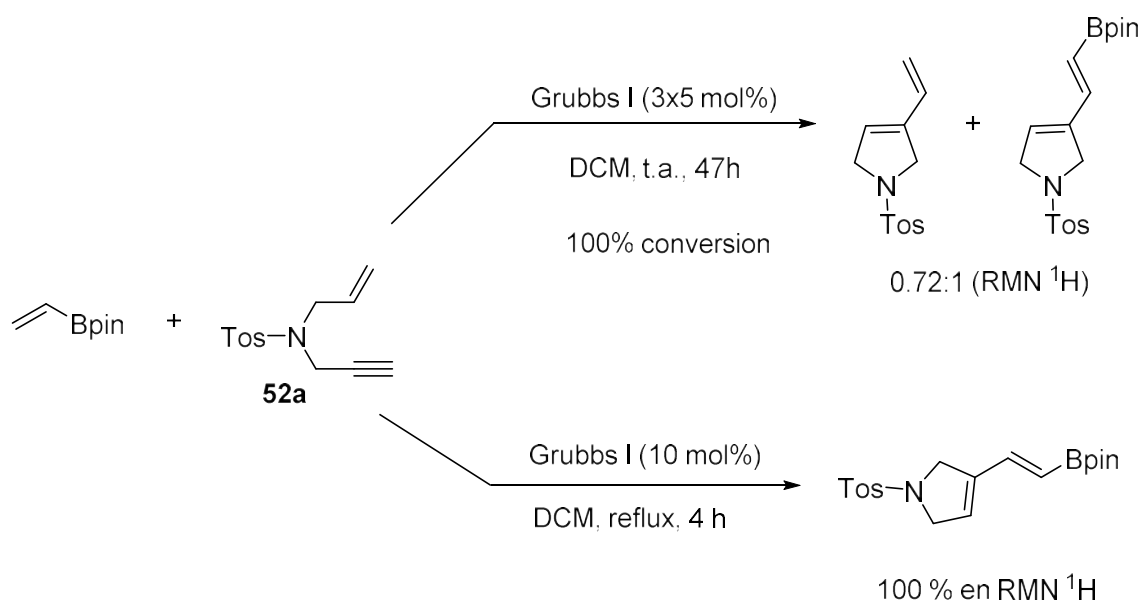 Bpin
Grubbs I (3x5 mol%)
+
DCM, t.a., 47h
N
N
Tos
Tos
100% conversion
0.72:1 (RMN ¹H)
Bpin
+
Tos
N
52a
Grubbs I (10 mol%)
Tos
N
Bpin
DCM, reflux, 4 h
100 % en RMN ¹H